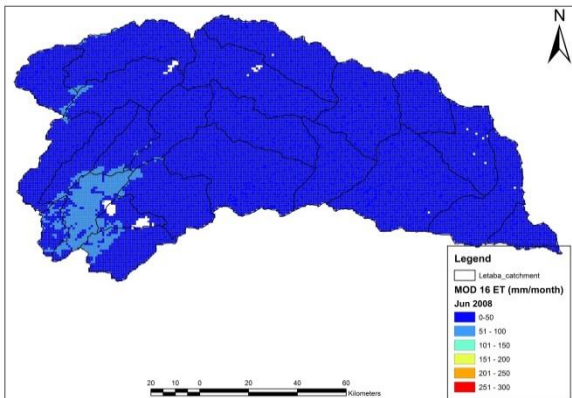 N
Legend
Letaba_catchment
MOD 16 ET (mm/month)
Jun 2008
0-50
51 - 100
101 - 150
151 - 200
201 - 250
251 - 300
20 10 0 20 40 60
Kilometers